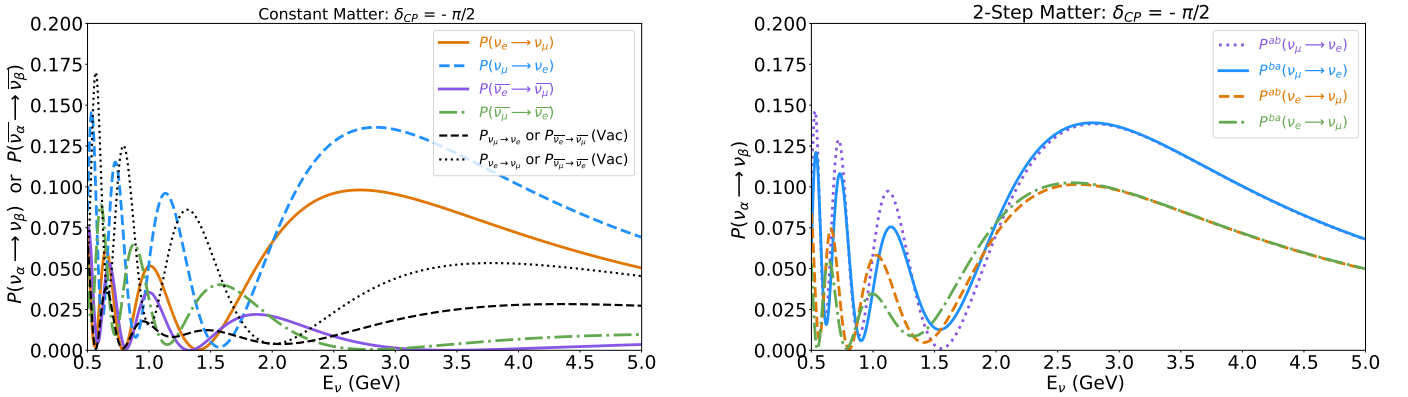 Constant Matter: δ_CP = - π/2
P(ν_α ⟶ ν_β) or P(ν̅_α ⟶ ν̅_β)
0.200
0.175
0.150
0.125
0.100
0.075
0.050
0.025
0.000
P(ν_e ⟶ ν_μ)
P(ν_μ ⟶ ν_e)
P(ν̅_e ⟶ ν̅_μ)
P(ν̅_μ ⟶ ν̅_e)
P_{ν_μ → ν_e} or P_{ν̅_e → ν̅_μ} (Vac)
P_{ν_e → ν_μ} or P_{ν̅_μ → ν̅_e} (Vac)
0.5 1.0 1.5 2.0 2.5 3.0 3.5 4.0 4.5 5.0
E_ν (GeV)
2-Step Matter: δ_CP = - π/2
P(ν_α ⟶ ν_β)
0.200
0.175
0.150
0.125
0.100
0.075
0.050
0.025
0.000
P^{ab}(ν_μ ⟶ ν_e)
P^{ba}(ν_μ ⟶ ν_e)
P^{ab}(ν_e ⟶ ν_μ)
P^{ba}(ν_e ⟶ ν_μ)
0.5 1.0 1.5 2.0 2.5 3.0 3.5 4.0 4.5 5.0
E_ν (GeV)